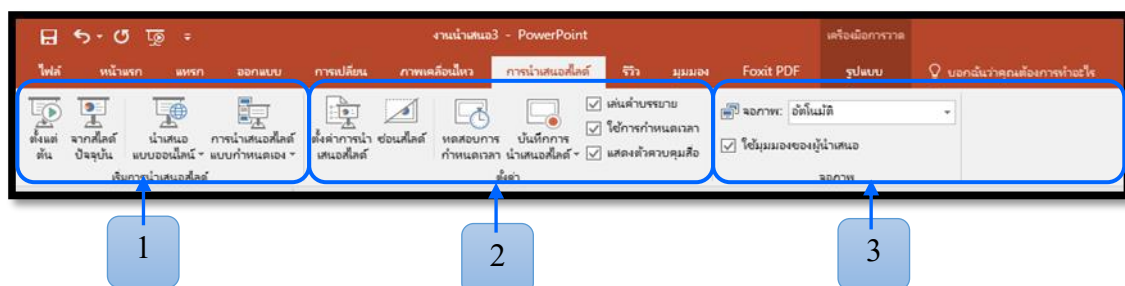 งานนำเสนอ3 - PowerPoint
เครื่องมือการวาด
ไฟล์ หน้าแรก แทรก ออกแบบ การเปลี่ยน ภาพเคลื่อนไหว การนำเสนอสไลด์ รีวิว มุมมอง Foxit PDF รูปแบบ บอกฉันว่าคุณต้องการทำอะไร
ตั้งแต่ต้น
จากสไลด์ปัจจุบัน
นำเสนอแบบออนไลน์
การนำเสนอสไลด์แบบกำหนดเอง
เริ่มการนำเสนอสไลด์
ตั้งค่าการนำเสนอสไลด์
ซ่อนสไลด์
ทดสอบการกำหนดเวลา
บันทึกการนำเสนอสไลด์
เล่นคำบรรยาย
ใช้การกำหนดเวลา
แสดงตัวควบคุมสื่อ
ตั้งค่า
จอภาพ: อัตโนมัติ
ใช้มุมมองของผู้นำเสนอ
จอภาพ
1
2
3